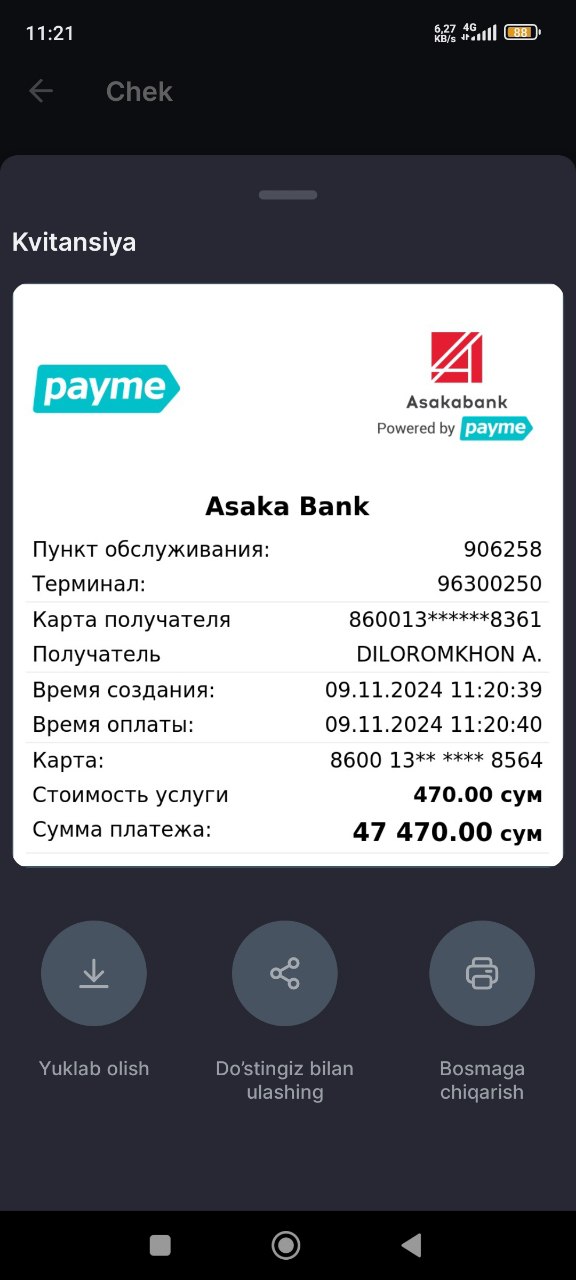 11:21
6,27 KB/s 4G 88
Chek
Kvitansiya
payme
Asakabank
Powered by payme
Asaka Bank
Пункт обслуживания: 906258
Терминал: 96300250
Карта получателя 860013******8361
Получатель DILOROMKHON A.
Время создания: 09.11.2024 11:20:39
Время оплаты: 09.11.2024 11:20:40
Карта: 8600 13** **** 8564
Стоимость услуги 470.00 сум
Сумма платежа: 47 470.00 сум
Yuklab olish
Do‘stingiz bilan ulashing
Bosmaga chiqarish